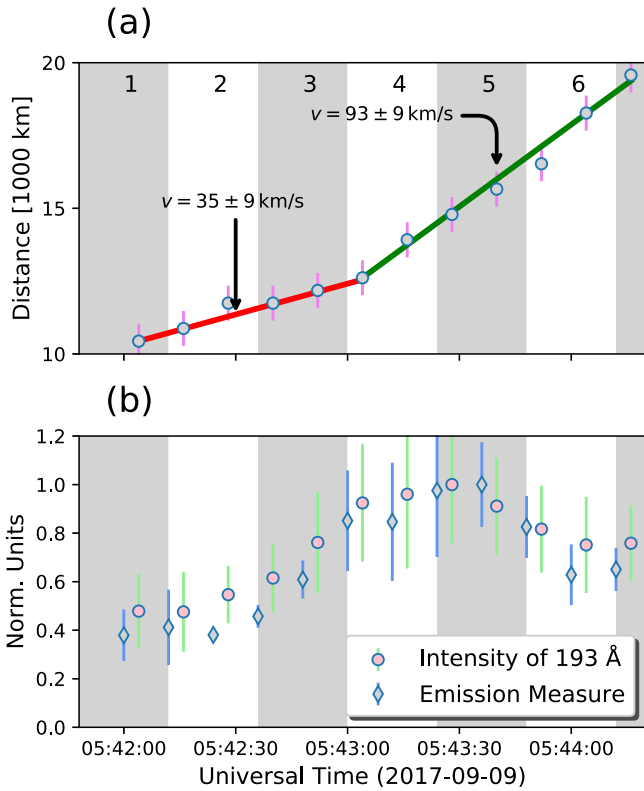 (a)
20
1 2 3 4 5 6
v = 93 ± 9 km/s
v = 35 ± 9 km/s
15
10
Distance [1000 km]
(b)
1.2
1.0
0.8
0.6
0.4
0.2
0.0
Norm. Units
Intensity of 193 Å
Emission Measure
05:42:00 05:42:30 05:43:00 05:43:30 05:44:00
Universal Time (2017-09-09)